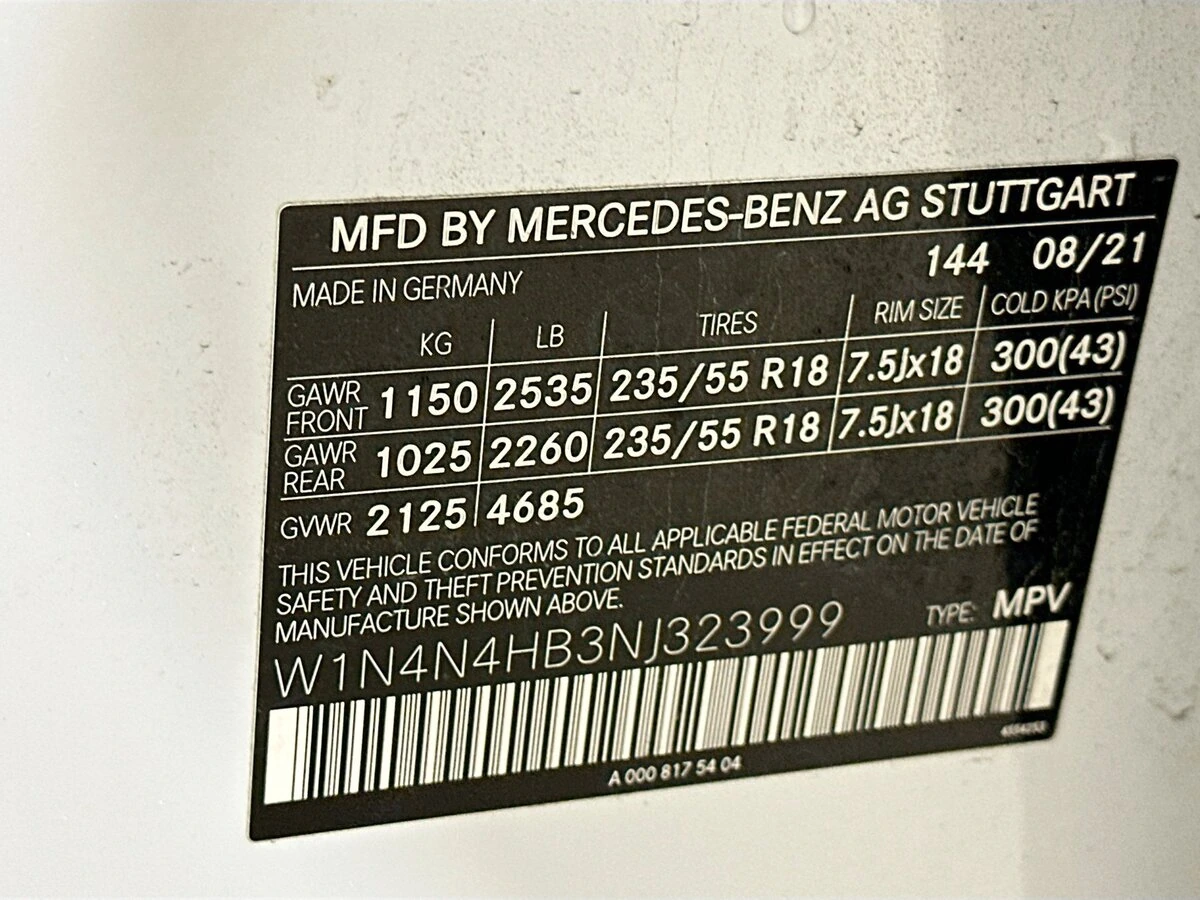 MFD BY MERCEDES-BENZ AG STUTTGART
MADE IN GERMANY 144 08/21
KG LB TIRES RIM SIZE COLD KPA (PSI)
GAWR FRONT 1150 2535 235/55 R18 7.5Jx18 300(43)
GAWR REAR 1025 2260 235/55 R18 7.5Jx18 300(43)
GVWR 2125 4685
THIS VEHICLE CONFORMS TO ALL APPLICABLE FEDERAL MOTOR VEHICLE
SAFETY AND THEFT PREVENTION STANDARDS IN EFFECT ON THE DATE OF
MANUFACTURE SHOWN ABOVE.
W1N4N4HB3NJ323999 TYPE: MPV
A 000 817 54 04